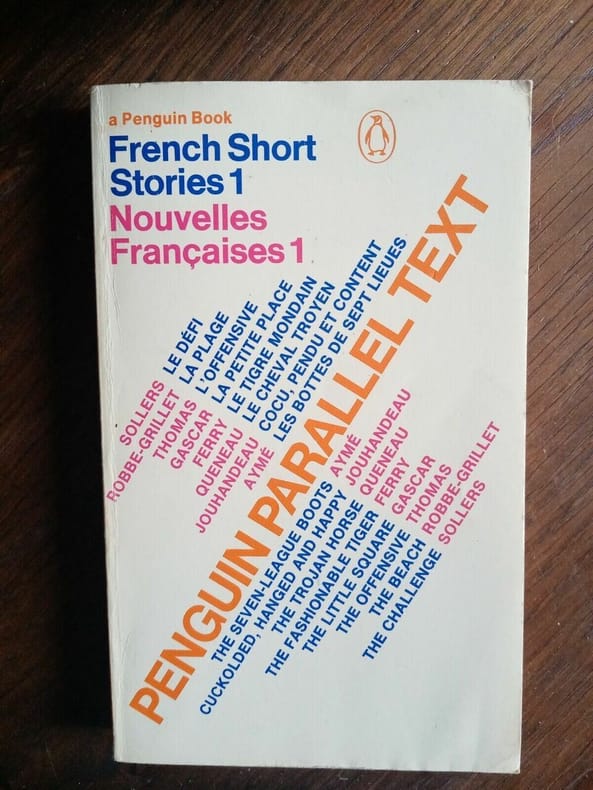 a Penguin Book
French Short
Stories 1
Nouvelles
Françaises 1
SOLLERS LE DÉFI
ROBBE-GRILLET LA PLAGE
THOMAS L'OFFENSIVE
GASCAR LA PETITE PLACE
FERRY LE TIGRE MONDAIN
QUENEAU LE CHEVAL TROYEN
JOUHANDEAU COCU, PENDU ET CONTENT
AYMÉ LES BOTTES DE SEPT LIEUES
PENGUIN PARALLEL TEXT
THE SEVEN-LEAGUE BOOTS AYMÉ
CUCKOLDED, HANGED AND HAPPY JOUHANDEAU
THE TROJAN HORSE QUENEAU
THE FASHIONABLE TIGER FERRY
THE LITTLE SQUARE GASCAR
THE OFFENSIVE THOMAS
THE BEACH ROBBE-GRILLET
THE CHALLENGE SOLLERS